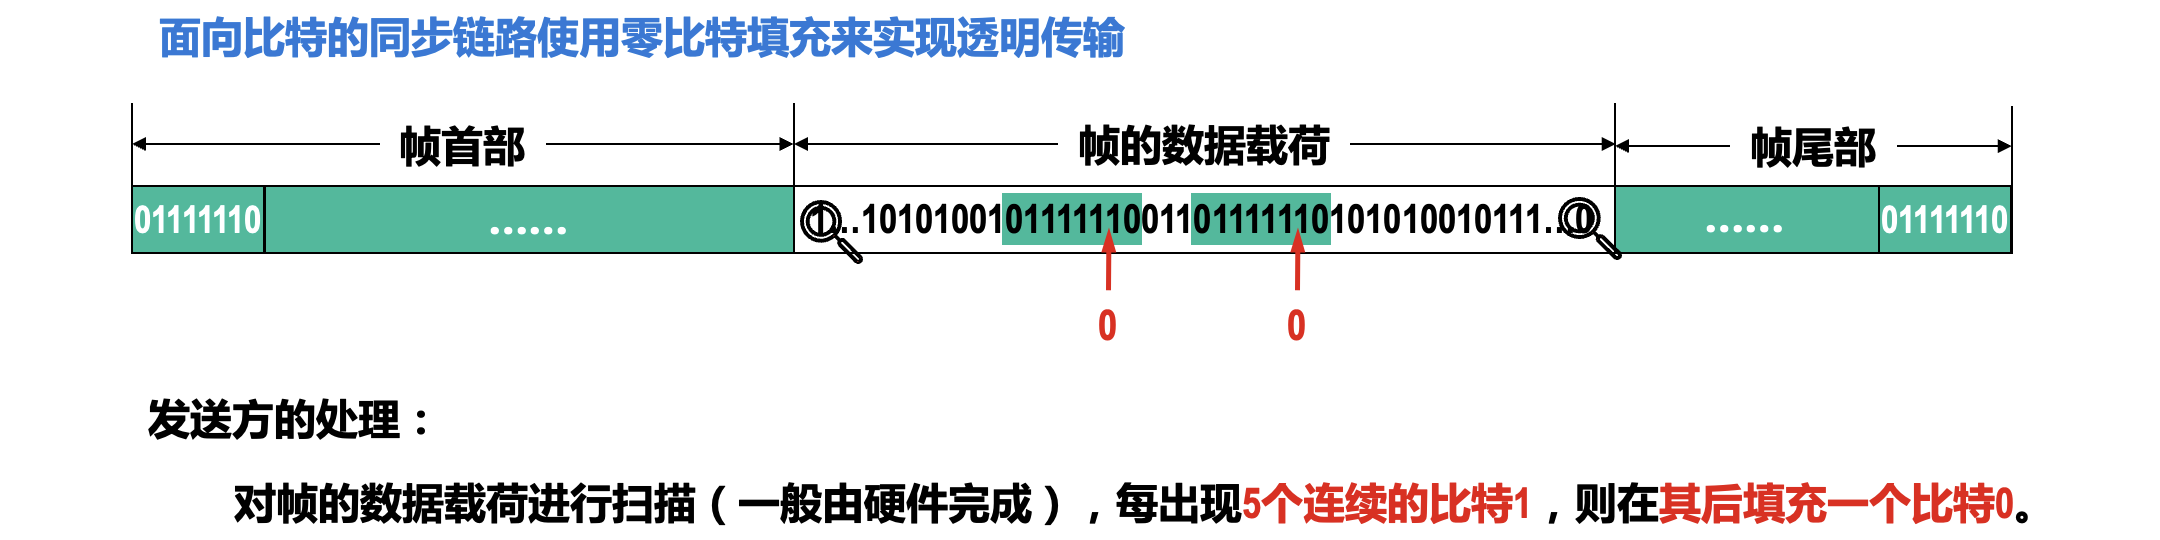 面向比特的同步链路使用零比特填充来实现透明传输
帧首部 帧的数据载荷 帧尾部
01111110 ...... 1...101010010111111001101111110101010010111...0 ...... 01111110
0 0
发送方的处理：
对帧的数据载荷进行扫描（一般由硬件完成），每出现5个连续的比特1，则在其后填充一个比特0。